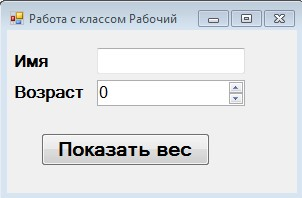 Работа с классом Рабочий
Имя
Возраст 0
Показать вес